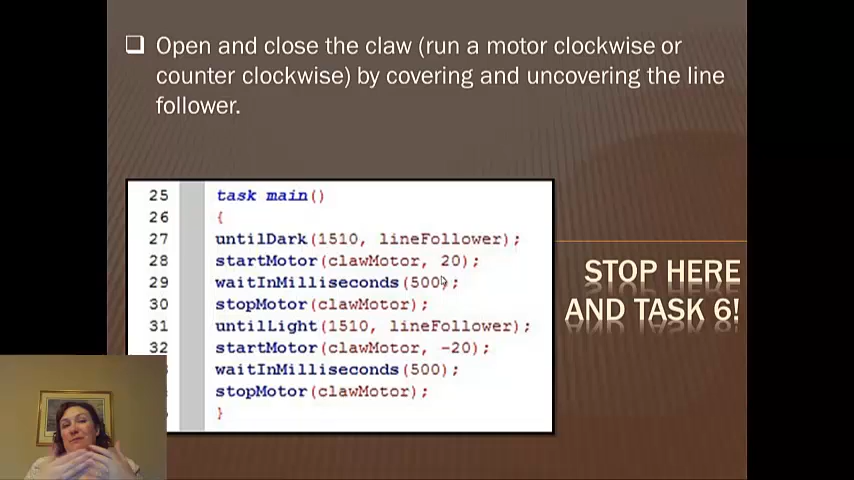 Open and close the claw (run a motor clockwise or
counter clockwise) by covering and uncovering the line
follower.
25 task main()
26 {
27 untilDark(1510, lineFollower);
28 startMotor(clawMotor, 20);
29 waitInMilliseconds(500);
30 stopMotor(clawMotor);
31 untilLight(1510, lineFollower);
32 startMotor(clawMotor, -20);
waitInMilliseconds(500);
stopMotor(clawMotor);
}
STOP HERE
AND TASK 6!